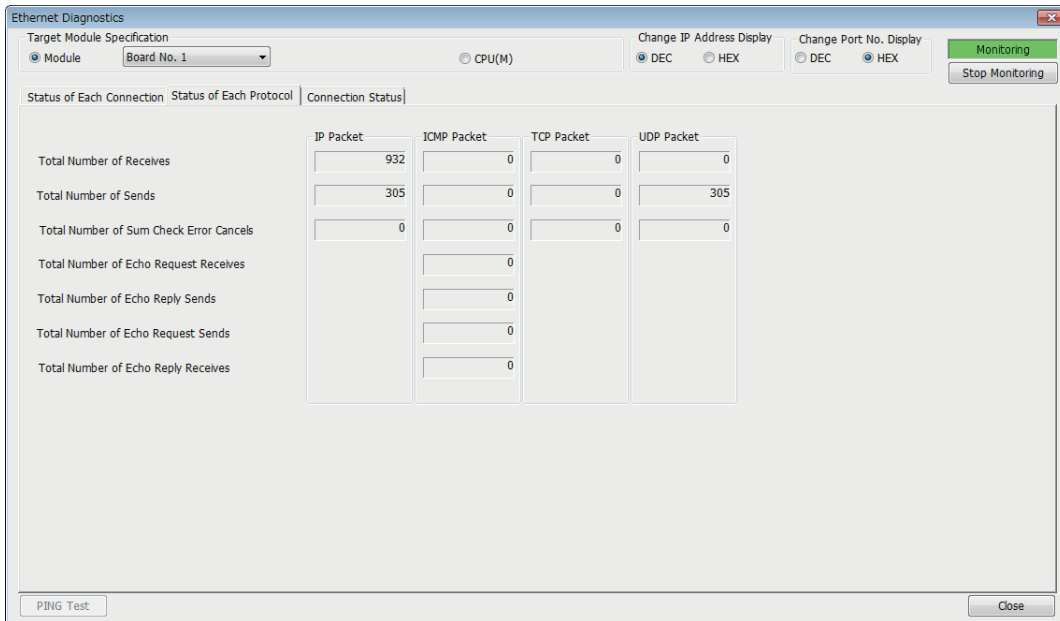 Ethernet Diagnostics
Target Module Specification
Module Board No. 1 CPU(M)
Change IP Address Display
DEC HEX
Change Port No. Display
DEC HEX
Monitoring
Stop Monitoring
Status of Each Connection Status of Each Protocol Connection Status
IP Packet ICMP Packet TCP Packet UDP Packet
Total Number of Receives 932 0 0 0
Total Number of Sends 305 0 0 305
Total Number of Sum Check Error Cancels 0 0 0 0
Total Number of Echo Request Receives 0
Total Number of Echo Reply Sends 0
Total Number of Echo Request Sends 0
Total Number of Echo Reply Receives 0
PING Test Close